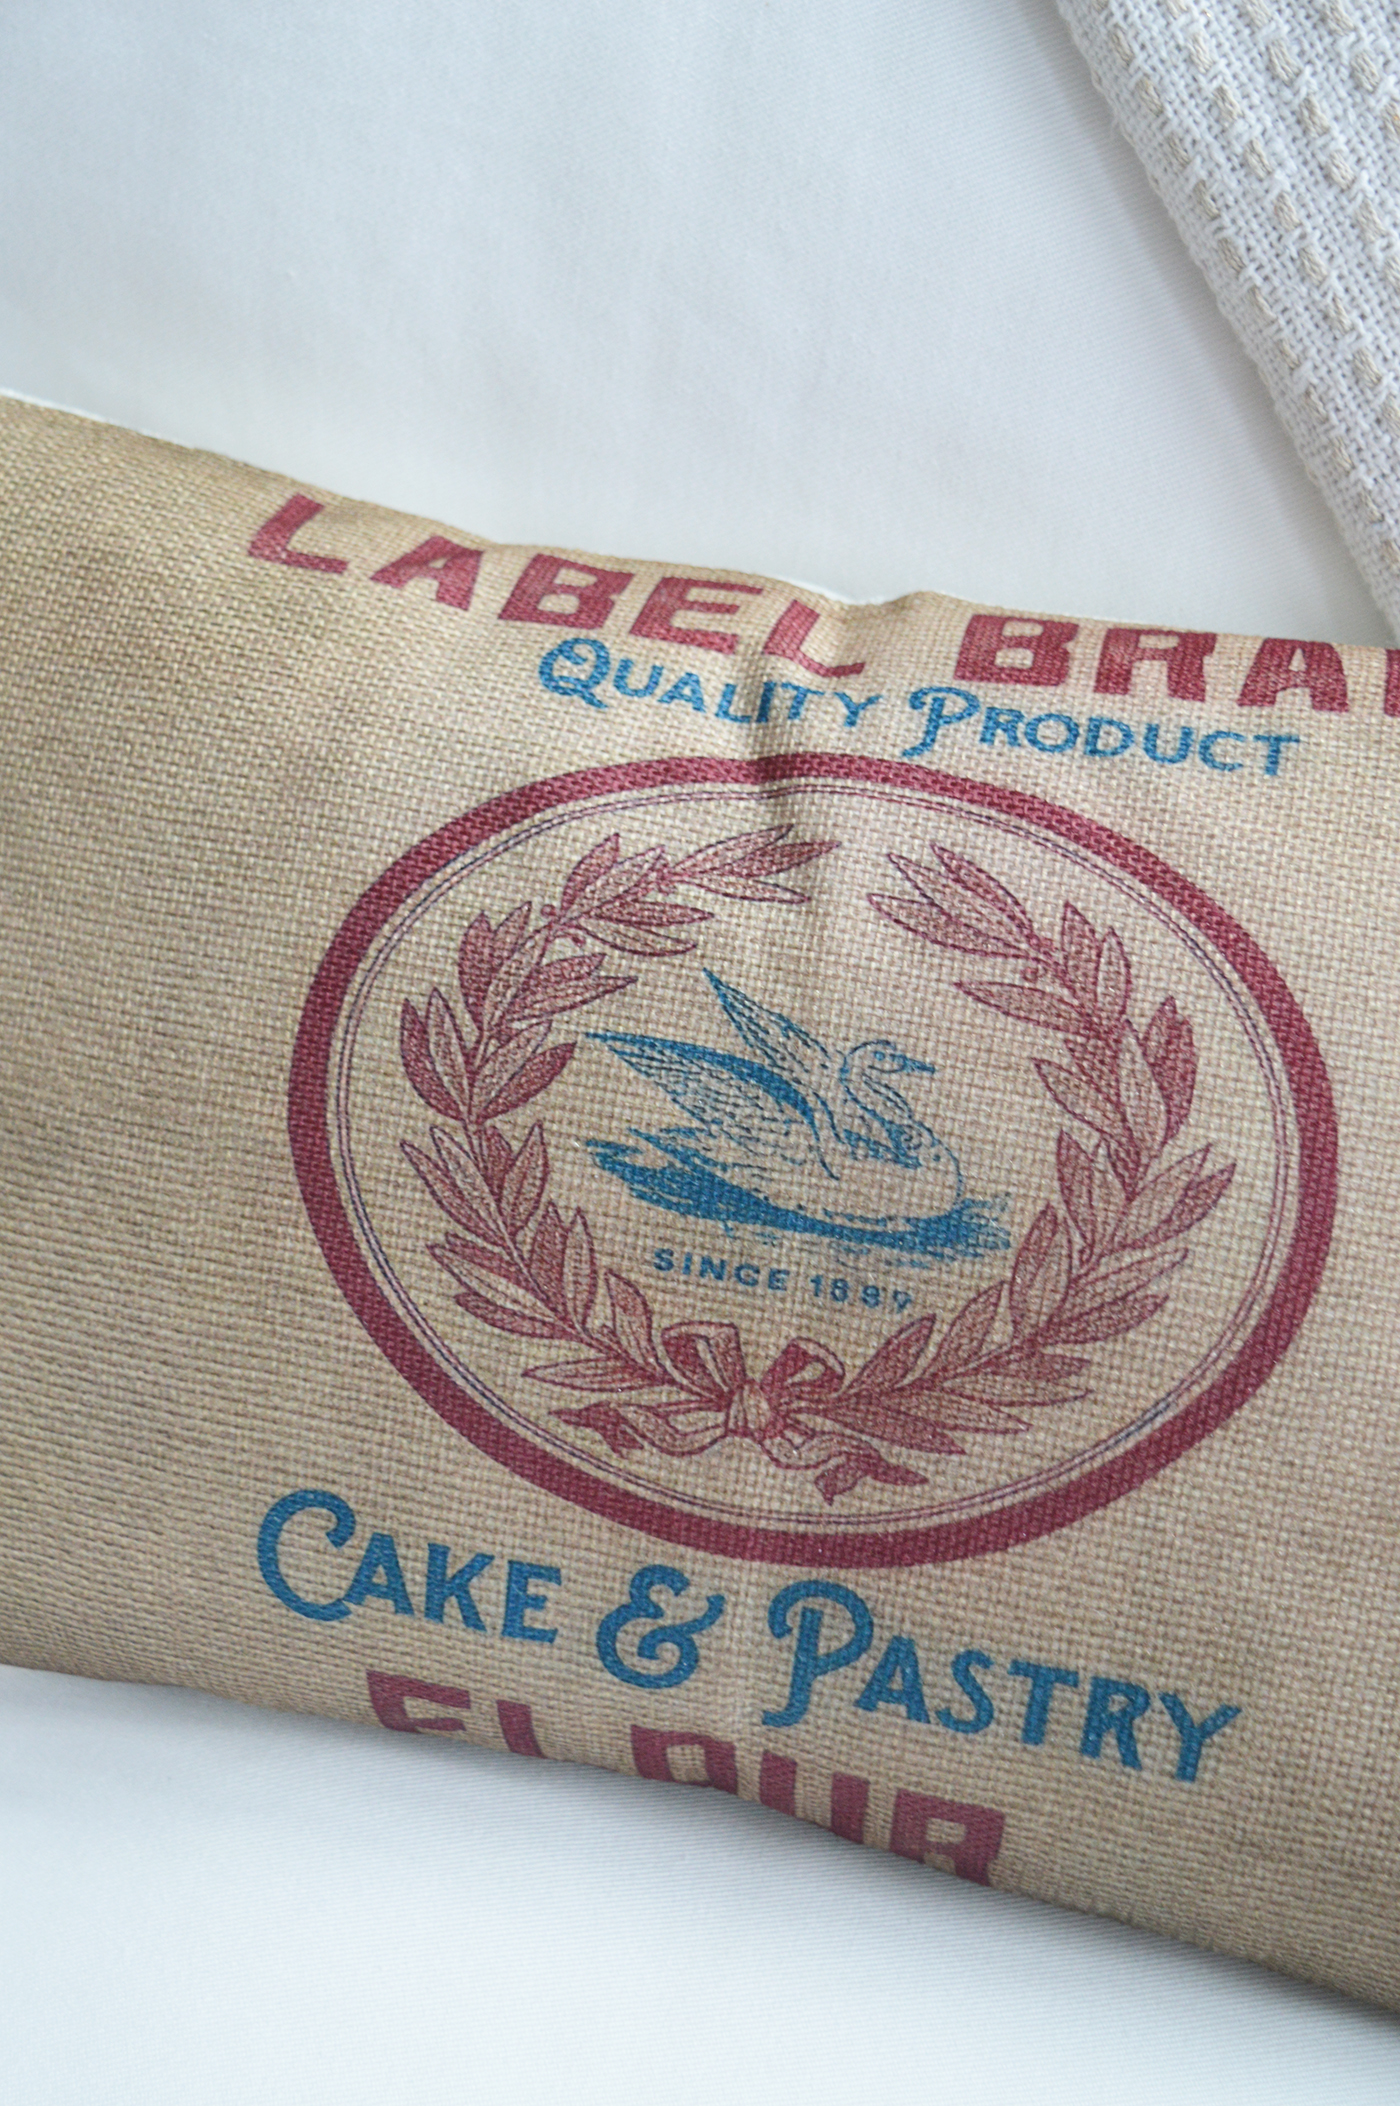 LABEL BRA
QUALITY PRODUCT
SINCE 1889
CAKE & PASTRY
FLOUR